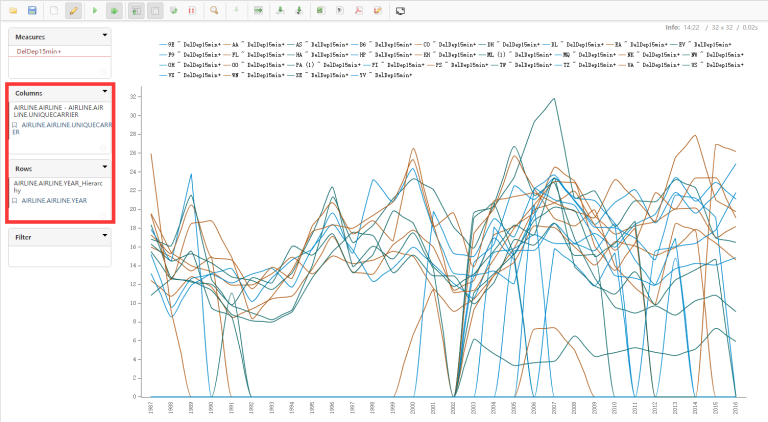 Info: 14:22 / 32 x 32 / 0.02s
Measures
DelDep15min+
Columns
AIRLINE.AIRLINE - AIRLINE.AIR
LINE.UNIQUECARRIER
AIRLINE.AIRLINE.UNIQUECARR
IER
Rows
AIRLINE.AIRLINE.YEAR_Hierarc
hy
AIRLINE.AIRLINE.YEAR
Filter
9E ^ DelDep15min+ AA ^ DelDep15min+ AS ^ DelDep15min+ B6 ^ DelDep15min+ CO ^ DelDep15min+ DH ^ DelDep15min+ DL ^ DelDep15min+ EA ^ DelDep15min+ EV ^ DelDep15min+
F9 ^ DelDep15min+ FL ^ DelDep15min+ HA ^ DelDep15min+ HP ^ DelDep15min+ KH ^ DelDep15min+ ML (1) ^ DelDep15min+ MQ ^ DelDep15min+ NK ^ DelDep15min+ NW ^ DelDep15min+
OH ^ DelDep15min+ OO ^ DelDep15min+ PA (1) ^ DelDep15min+ PI ^ DelDep15min+ PS ^ DelDep15min+ TW ^ DelDep15min+ TZ ^ DelDep15min+ UA ^ DelDep15min+ US ^ DelDep15min+
VX ^ DelDep15min+ WN ^ DelDep15min+ XE ^ DelDep15min+ YV ^ DelDep15min+
32
30
28
26
24
22
20
18
16
14
12
10
8
6
4
2
0
1987 1988 1989 1990 1991 1992 1993 1994 1995 1996 1997 1998 1999 2000 2001 2002 2003 2004 2005 2006 2007 2008 2009 2010 2011 2012 2013 2014 2015 2016